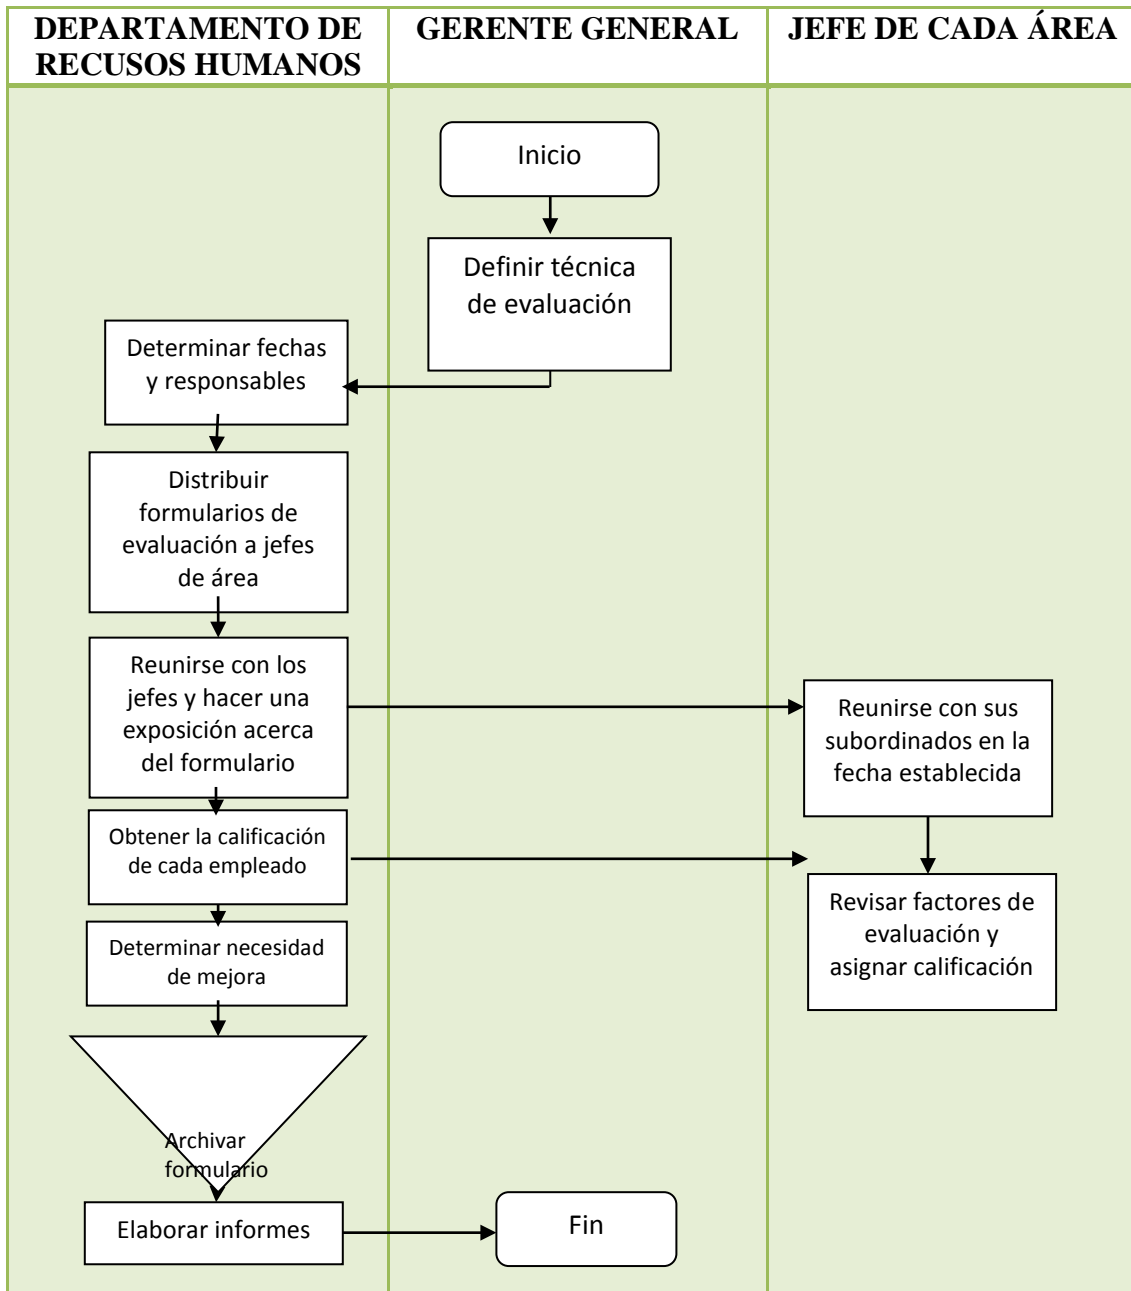 DEPARTAMENTO DE
RECUSOS HUMANOS
GERENTE GENERAL
JEFE DE CADA ÁREA
Inicio
Definir técnica
de evaluación
Determinar fechas
y responsables
Distribuir
formularios de
evaluación a jefes
de área
Reunirse con los
jefes y hacer una
exposición acerca
del formulario
Reunirse con sus
subordinados en la
fecha establecida
Obtener la calificación
de cada empleado
Revisar factores de
evaluación y
asignar calificación
Determinar necesidad
de mejora
Archivar
formulario
Elaborar informes
Fin